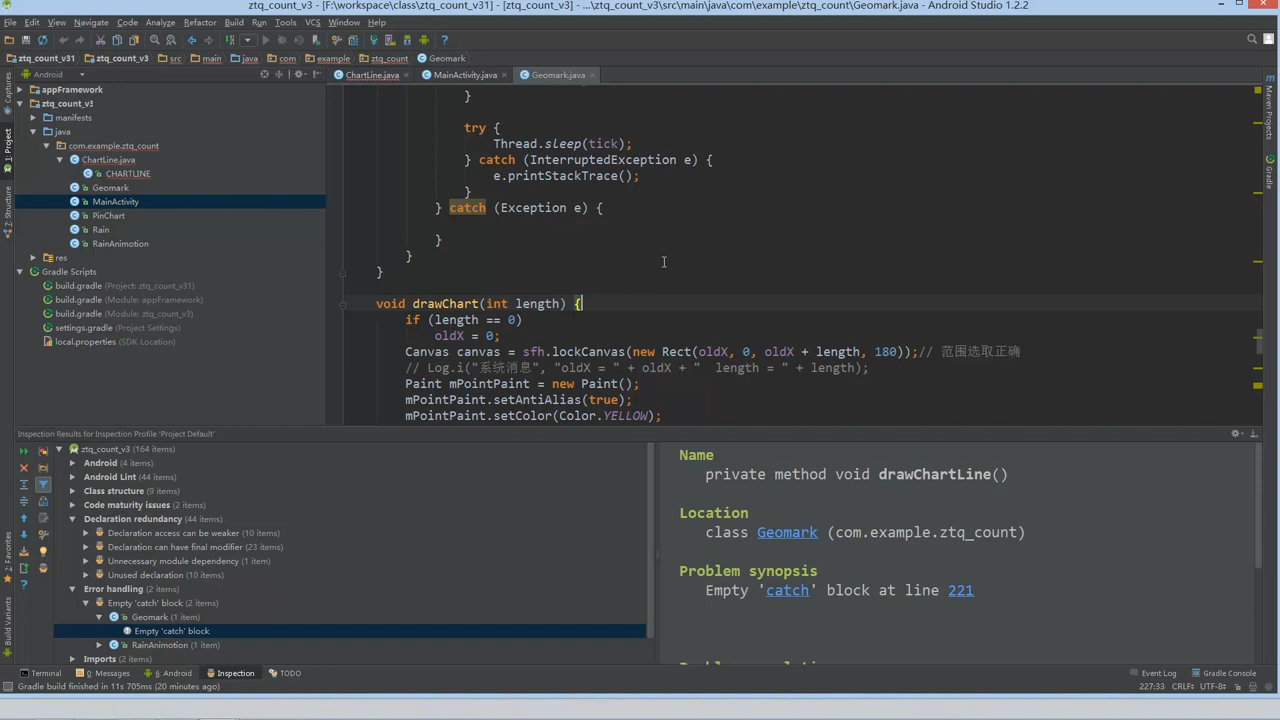 ztq_count_v3 - [F:\workspace\class\ztq_count_v31] - [ztq_count_v3] - ...\ztq_count_v3\src\main\java\com\example\ztq_count\Geomark.java - Android Studio 1.2.2
File Edit View Navigate Code Analyze Refactor Build Run Tools VCS Window Help
ztq_count_v31 ztq_count_v3 src main java com example ztq_count Geomark
Android
ChartLine.java MainActivity.java Geomark.java
Captures
1: Project
7: Structure
2: Favorites
Build Variants
Maven Projects
Gradle
appFramework
ztq_count_v3
manifests
java
com.example.ztq_count
ChartLine.java
CHARTLINE
Geomark
MainActivity
PinChart
Rain
RainAnimotion
res
Gradle Scripts
build.gradle (Project: ztq_count_v31)
build.gradle (Module: appFramework)
build.gradle (Module: ztq_count_v3)
settings.gradle (Project Settings)
local.properties (SDK Location)
}
try {
Thread.sleep(tick);
} catch (InterruptedException e) {
e.printStackTrace();
}
} catch (Exception e) {
}
}
}
void drawChart(int length) {
if (length == 0)
oldX = 0;
Canvas canvas = sfh.lockCanvas(new Rect(oldX, 0, oldX + length, 180));// 范围选取正确
// Log.i("系统消息", "oldX = " + oldX + "  length = " + length);
Paint mPointPaint = new Paint();
mPointPaint.setAntiAlias(true);
mPointPaint.setColor(Color.YELLOW);
Inspection Results for Inspection Profile 'Project Default'
ztq_count_v3 (164 items)
Android (4 items)
Android Lint (44 items)
Class structure (9 items)
Code maturity issues (2 items)
Declaration redundancy (44 items)
Declaration access can be weaker (10 items)
Declaration can have final modifier (23 items)
Unnecessary module dependency (1 item)
Unused declaration (10 items)
Error handling (2 items)
Empty 'catch' block (2 items)
Geomark (1 item)
Empty 'catch' block
RainAnimotion (1 item)
Imports (2 items)
Name
private method void drawChartLine()
Location
class Geomark (com.example.ztq_count)
Problem synopsis
Empty 'catch' block at line 221
Terminal 0: Messages 6: Android Inspection TODO Event Log Gradle Console
Gradle build finished in 11s 705ms (20 minutes ago) 227:33 CRLF÷ UTF-8÷